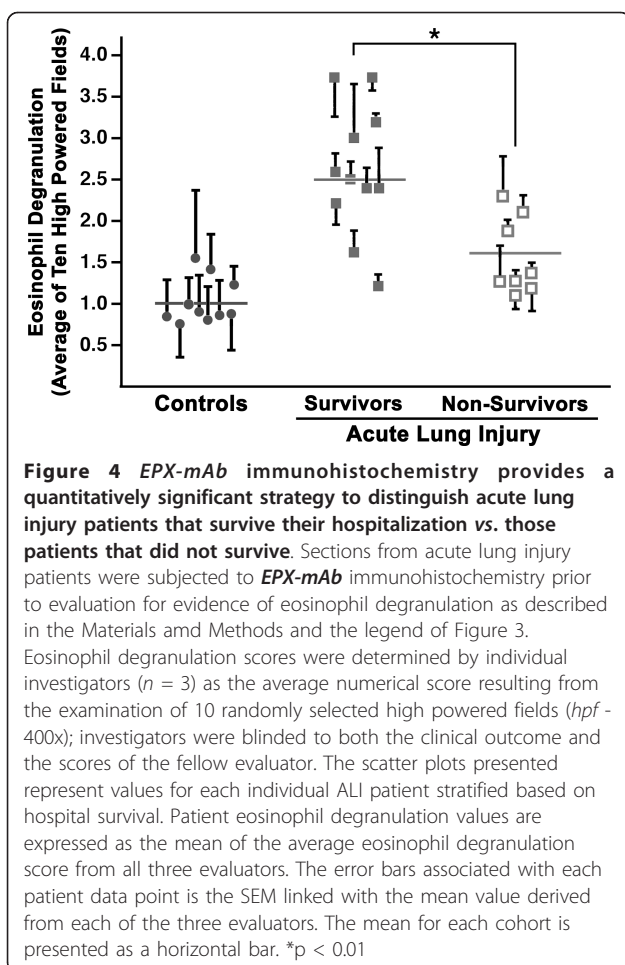 Eosinophil Degranulation
(Average of Ten High Powered Fields)
4.0
3.5
3.0
2.5
2.0
1.5
1.0
0.5
*
Controls
Survivors
Non-Survivors
Acute Lung Injury
Figure 4 EPX-mAb immunohistochemistry provides a
quantitatively significant strategy to distinguish acute lung
injury patients that survive their hospitalization vs. those
patients that did not survive. Sections from acute lung injury
patients were subjected to EPX-mAb immunohistochemistry prior
to evaluation for evidence of eosinophil degranulation as described
in the Materials amd Methods and the legend of Figure 3.
Eosinophil degranulation scores were determined by individual
investigators (n = 3) as the average numerical score resulting from
the examination of 10 randomly selected high powered fields (hpf -
400x); investigators were blinded to both the clinical outcome and
the scores of the fellow evaluator. The scatter plots presented
represent values for each individual ALI patient stratified based on
hospital survival. Patient eosinophil degranulation values are
expressed as the mean of the average eosinophil degranulation
score from all three evaluators. The error bars associated with each
patient data point is the SEM linked with the mean value derived
from each of the three evaluators. The mean for each cohort is
presented as a horizontal bar. *p < 0.01